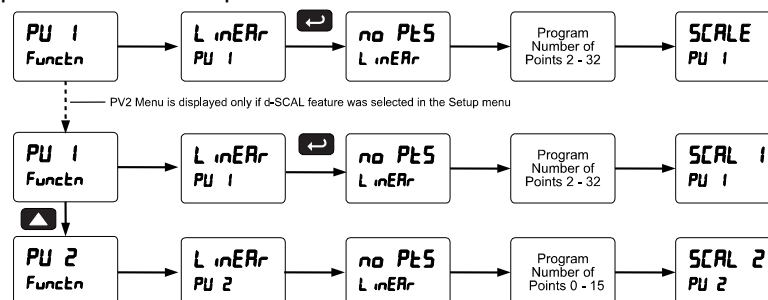 PV 1
Functn
LinEAr
PV 1
no PtS
LinEAr
Program
Number of
Points 2 - 32
SCALE
PV 1
PV2 Menu is displayed only if d-SCAL feature was selected in the Setup menu
PV 1
Functn
LinEAr
PV 1
no PtS
LinEAr
Program
Number of
Points 2 - 32
SCAL 1
PV 1
PV 2
Functn
LinEAr
PV 2
no PtS
LinEAr
Program
Number of
Points 0 - 15
SCAL 2
PV 2